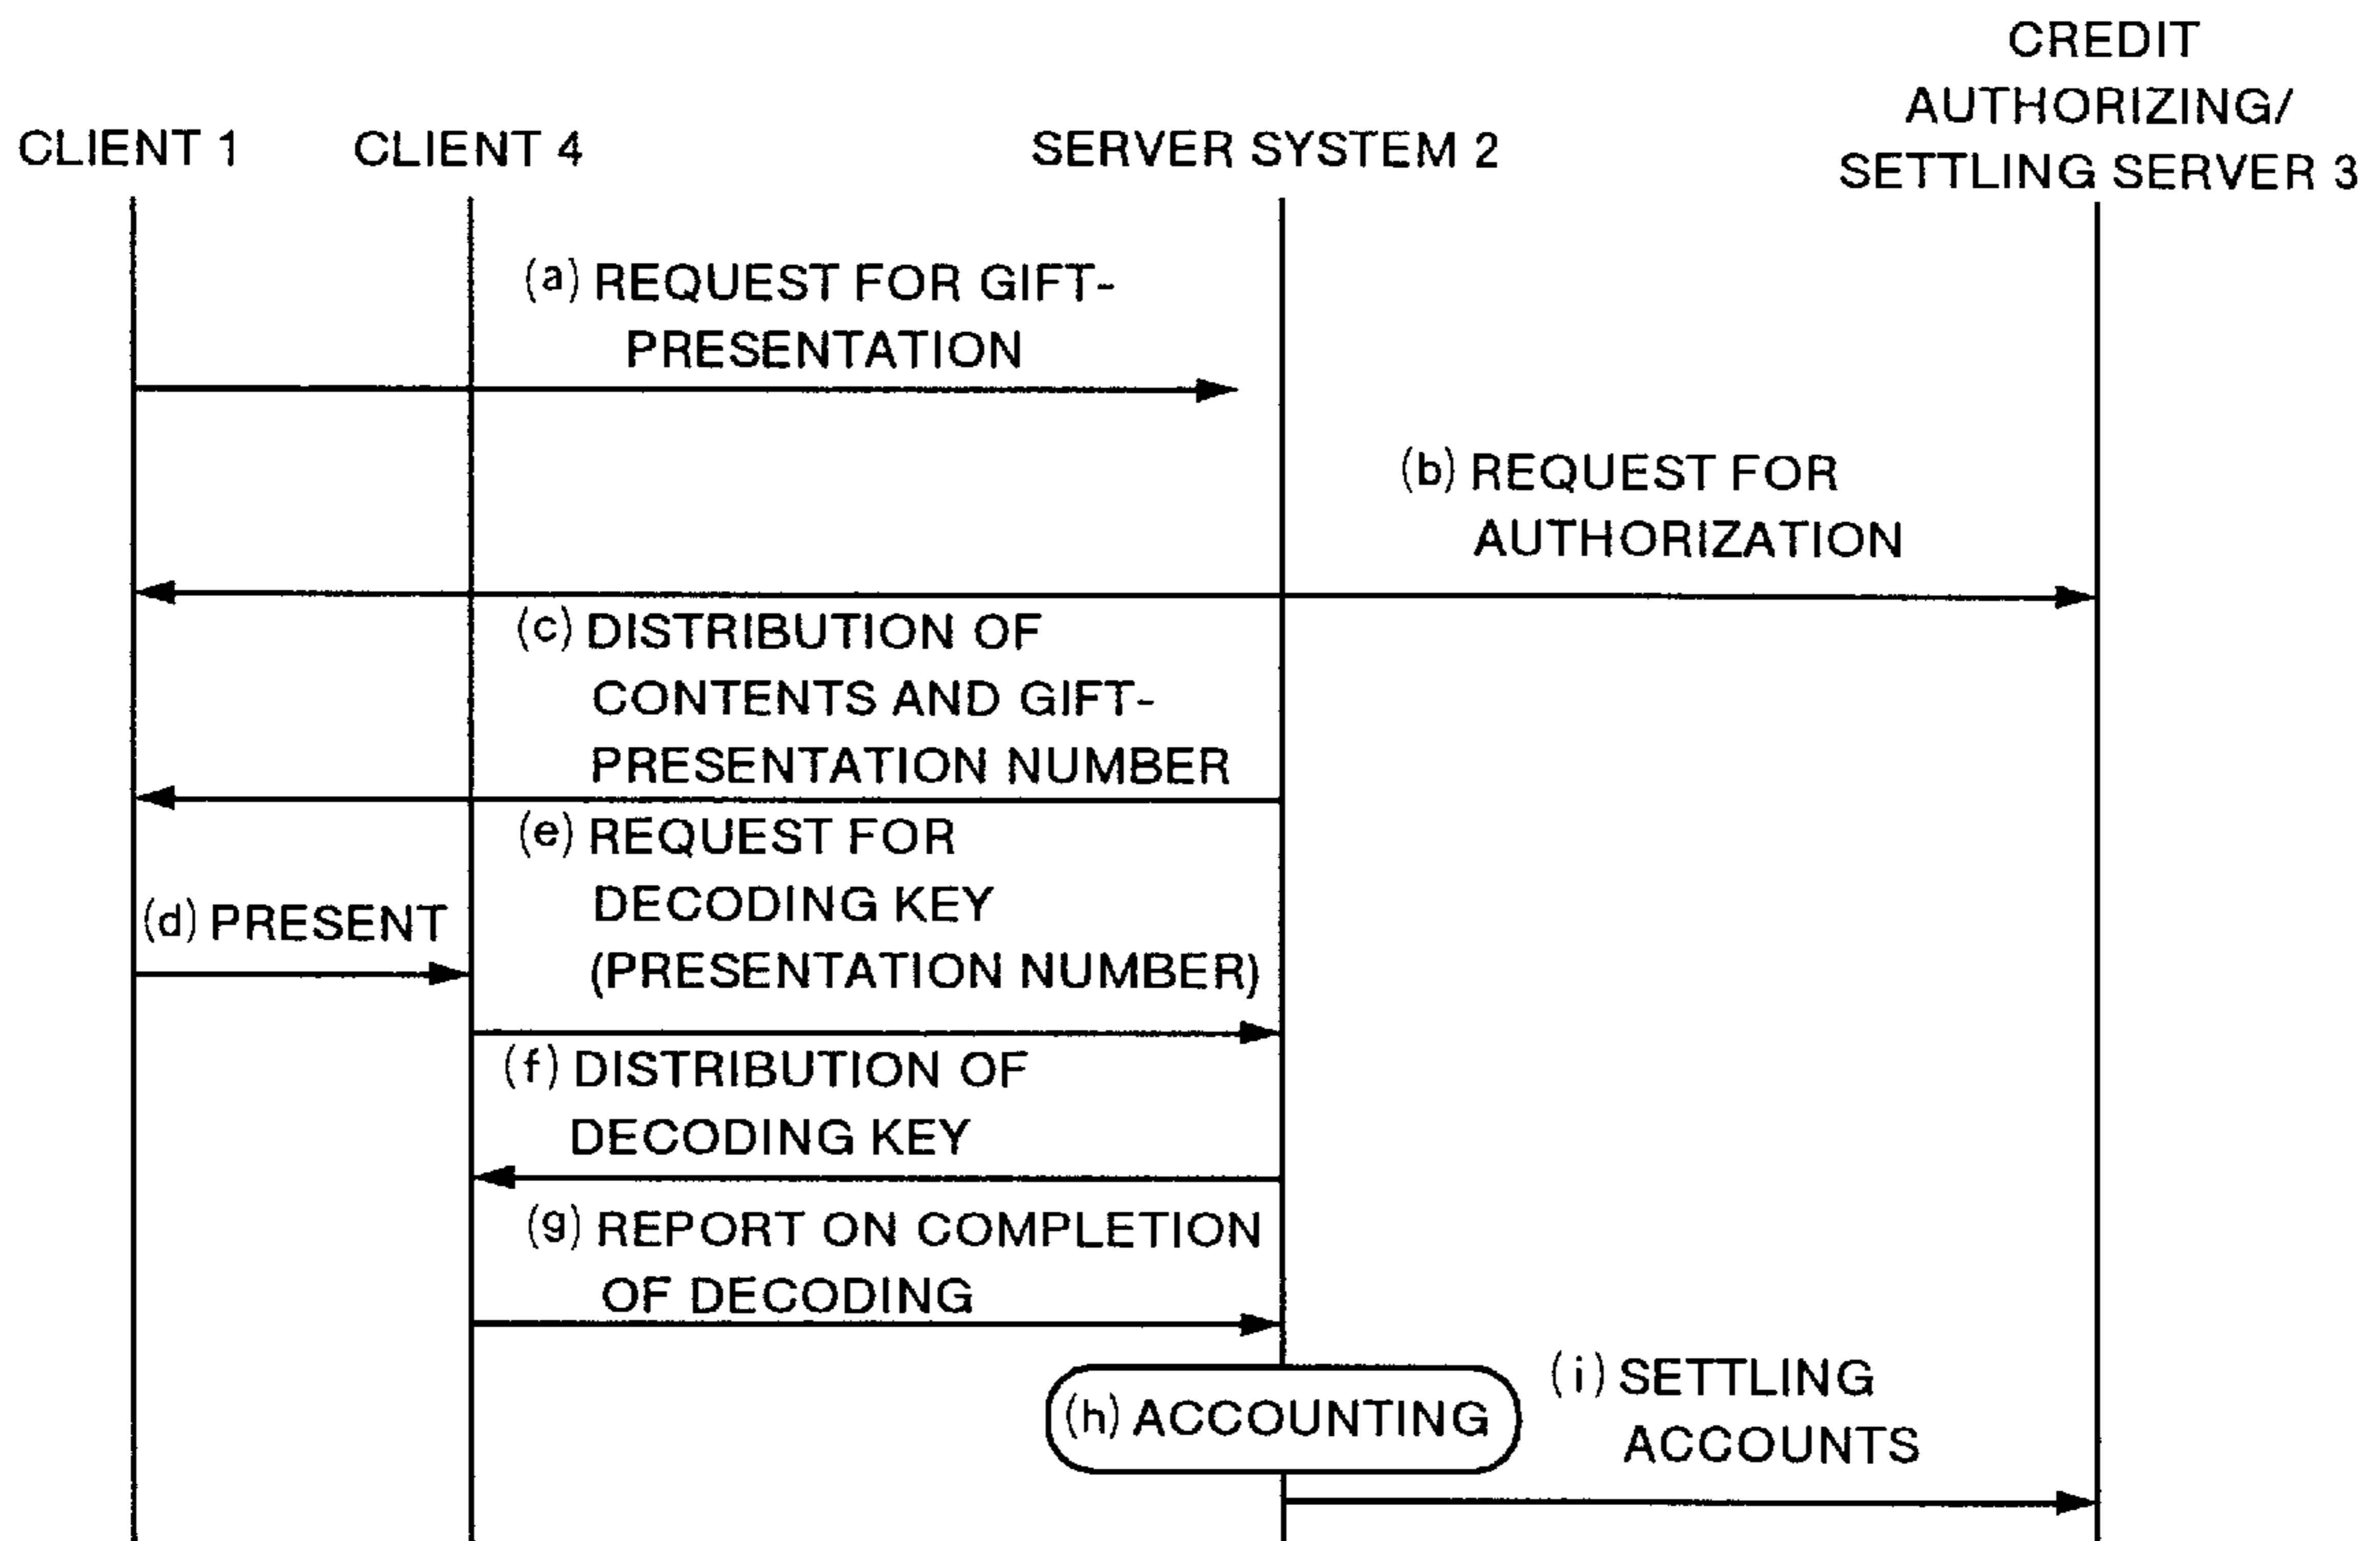 CREDIT
AUTHORIZING/
SETTLING SERVER 3
CLIENT 1
CLIENT 4
SERVER SYSTEM 2
(a) REQUEST FOR GIFT-
PRESENTATION
(b) REQUEST FOR
AUTHORIZATION
(c) DISTRIBUTION OF
CONTENTS AND GIFT-
PRESENTATION NUMBER
(d) PRESENT
(e) REQUEST FOR
DECODING KEY
(PRESENTATION NUMBER)
(f) DISTRIBUTION OF
DECODING KEY
(g) REPORT ON COMPLETION
OF DECODING
(h) ACCOUNTING
(i) SETTLING
ACCOUNTS